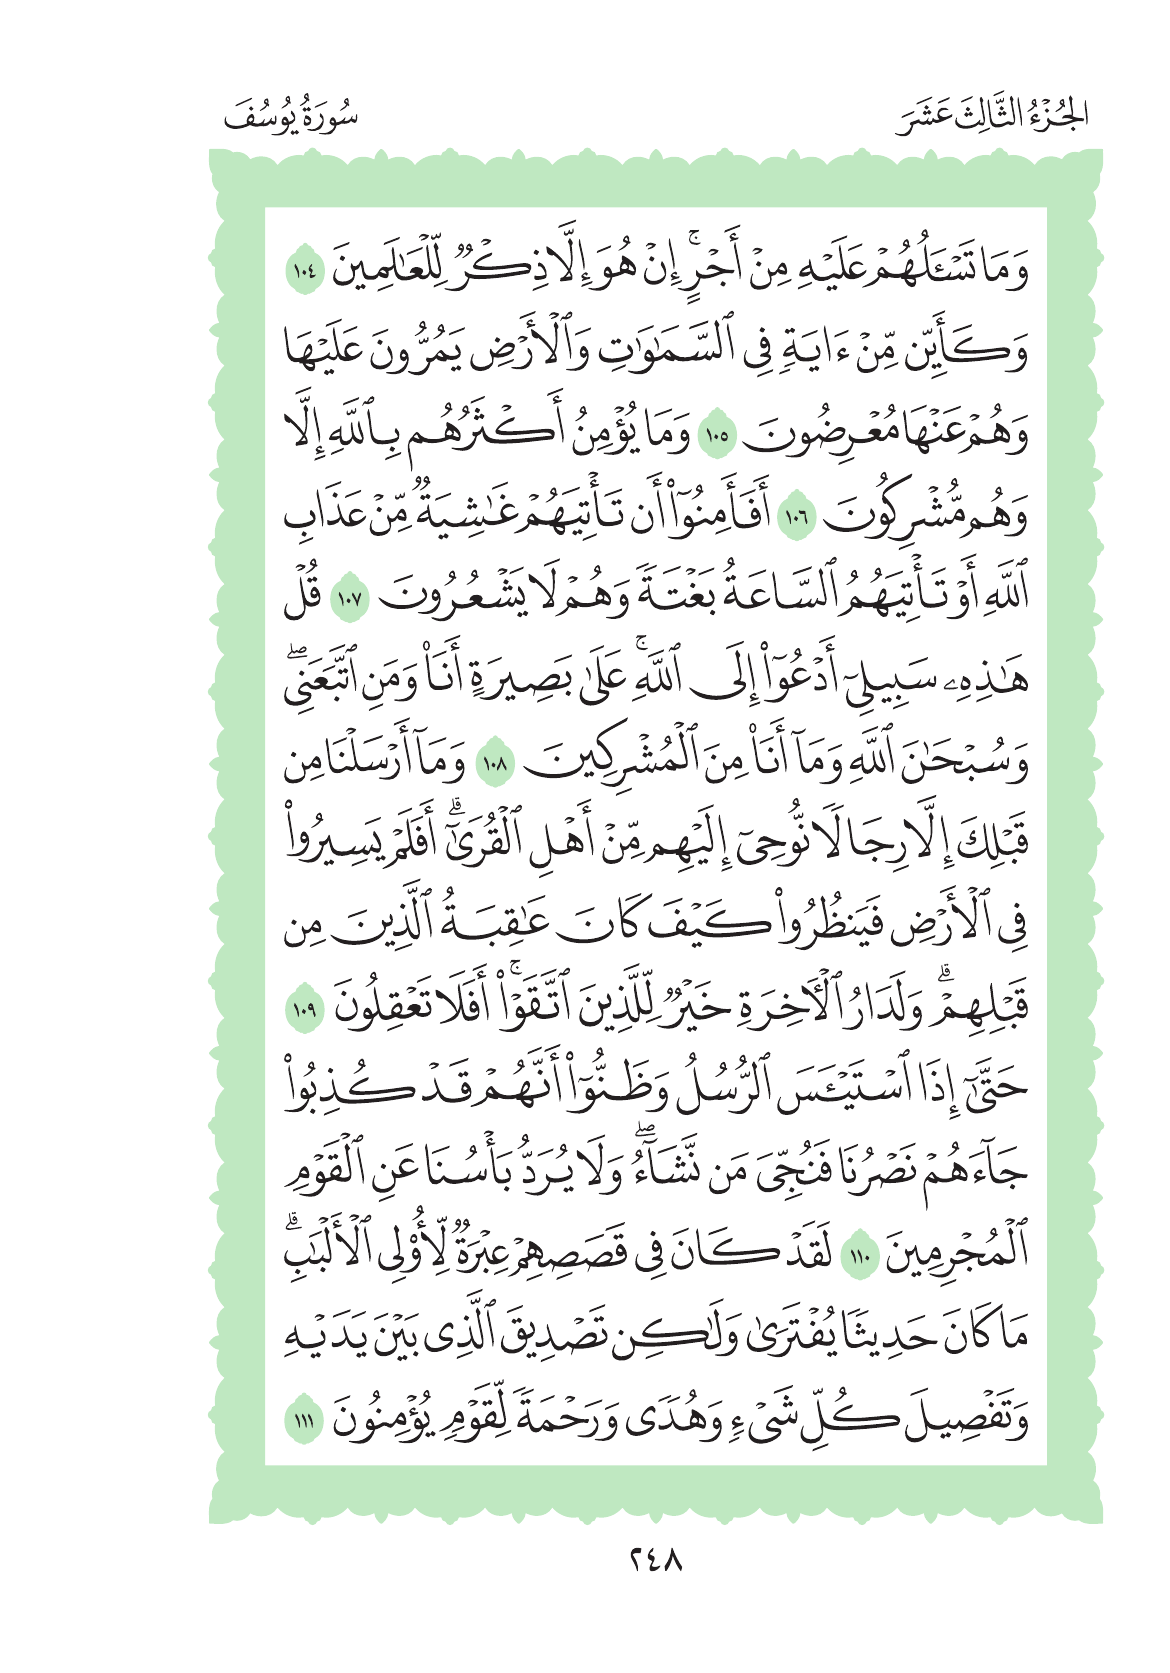 الجُزْءُ الثَّالِثَ عَشَرَ
سُورَةُ يُوسُفَ
وَمَا تَسْـَٔلُهُمْ عَلَيْهِ مِنْ أَجْرٍۚ إِنْ هُوَ إِلَّا ذِكْرٌ لِّلْعَٰلَمِينَ ١٠٤
وَكَأَيِّن مِّنْ ءَايَةٍ فِى ٱلسَّمَٰوَٰتِ وَٱلْأَرْضِ يَمُرُّونَ عَلَيْهَا
وَهُمْ عَنْهَا مُعْرِضُونَ ١٠٥ وَمَا يُؤْمِنُ أَكْثَرُهُم بِٱللَّهِ إِلَّا
وَهُم مُّشْرِكُونَ ١٠٦ أَفَأَمِنُوٓا۟ أَن تَأْتِيَهُمْ غَٰشِيَةٌ مِّنْ عَذَابِ
ٱللَّهِ أَوْ تَأْتِيَهُمُ ٱلسَّاعَةُ بَغْتَةً وَهُمْ لَا يَشْعُرُونَ ١٠٧ قُلْ
هَٰذِهِۦ سَبِيلِىٓ أَدْعُوٓا۟ إِلَى ٱللَّهِۚ عَلَىٰ بَصِيرَةٍ أَنَا۠ وَمَنِ ٱتَّبَعَنِىۖ
وَسُبْحَٰنَ ٱللَّهِ وَمَآ أَنَا۠ مِنَ ٱلْمُشْرِكِينَ ١٠٨ وَمَآ أَرْسَلْنَا مِن
قَبْلِكَ إِلَّا رِجَالًا نُّوحِىٓ إِلَيْهِم مِّنْ أَهْلِ ٱلْقُرَىٰٓۗ أَفَلَمْ يَسِيرُوا۟
فِى ٱلْأَرْضِ فَيَنظُرُوا۟ كَيْفَ كَانَ عَٰقِبَةُ ٱلَّذِينَ مِن
قَبْلِهِمْۗ وَلَدَارُ ٱلْـَٔاخِرَةِ خَيْرٌ لِّلَّذِينَ ٱتَّقَوْا۟ۚ أَفَلَا تَعْقِلُونَ ١٠٩
حَتَّىٰٓ إِذَا ٱسْتَيْـَٔسَ ٱلرُّسُلُ وَظَنُّوٓا۟ أَنَّهُمْ قَدْ كُذِبُوا۟
جَآءَهُمْ نَصْرُنَا فَنُجِّىَ مَن نَّشَآءُۖ وَلَا يُرَدُّ بَأْسُنَا عَنِ ٱلْقَوْمِ
ٱلْمُجْرِمِينَ ١١٠ لَقَدْ كَانَ فِى قَصَصِهِمْ عِبْرَةٌ لِّأُو۟لِى ٱلْأَلْبَٰبِۗ
مَا كَانَ حَدِيثًا يُفْتَرَىٰ وَلَٰكِن تَصْدِيقَ ٱلَّذِى بَيْنَ يَدَيْهِ
وَتَفْصِيلَ كُلِّ شَىْءٍ وَهُدًى وَرَحْمَةً لِّقَوْمٍ يُؤْمِنُونَ ١١١
٢٤٨